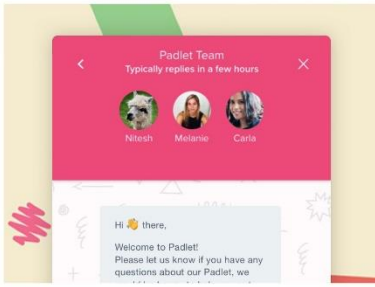 Padlet Team
Typically replies in a few hours
Nitesh Melanie Carla
Hi 👋 there,
Welcome to Padlet!
Please let us know if you have any
questions about our Padlet, we